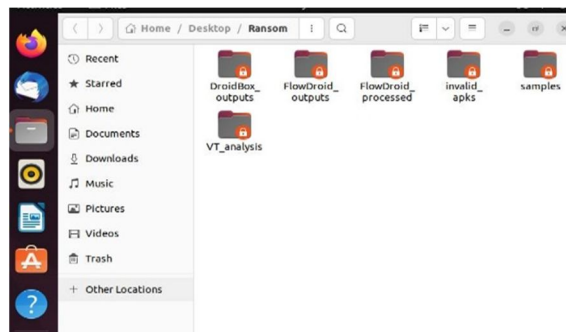 Home / Desktop / Ransom
Recent
Starred
Home
Documents
Downloads
Music
Pictures
Videos
Trash
+ Other Locations
DroidBox_
outputs
FlowDroid_
outputs
FlowDroid_
processed
invalid_
apks
samples
VT_analysis